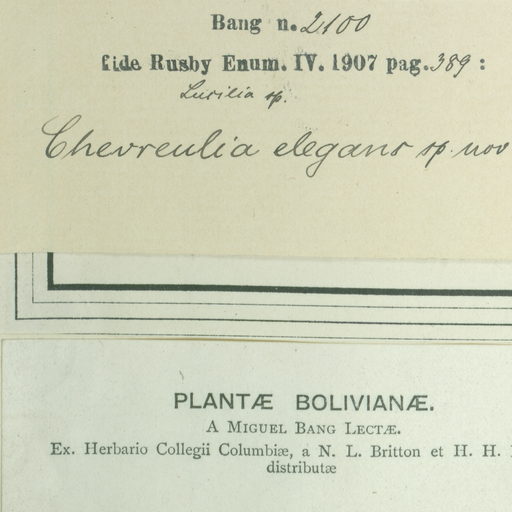 Bang n. 2100
fide Rusby Enum. IV. 1907 pag. 389 :
Lucilia sp.
Chevreulia elegans sp. nov
PLANTÆ BOLIVIANÆ.
A MIGUEL BANG LECTÆ.
Ex. Herbario Collegii Columbiæ, a N. L. Britton et H. H.
distributæ